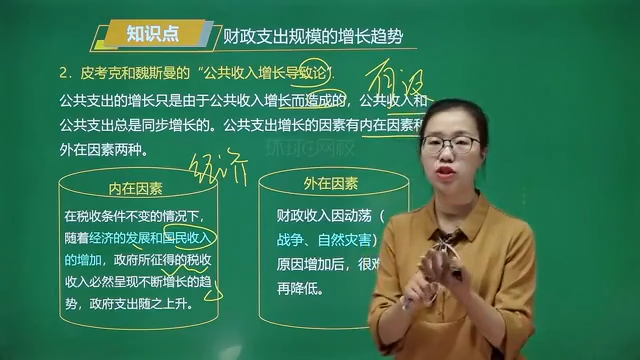 知识点
财政支出规模的增长趋势
2、皮考克和魏斯曼的“公共收入增长导致论”
公共支出的增长只是由于公共收入增长而造成的，公共收入和
公共支出总是同步增长的。公共支出增长的因素有内在因素和
外在因素两种。
环球网校
经济
内在因素
在税收条件不变的情况下，
随着经济的发展和国民收入
的增加，政府所征得的税收
收入必然呈现不断增长的趋
势，政府支出随之上升。
外在因素
财政收入因动荡（
战争、自然灾害）
原因增加后，很难
再降低。